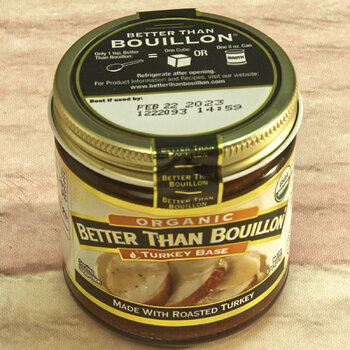 BETTER THAN
BOUILLON
Only 1 tsp. Better
Than Bouillon:
=
One Cube
OR
One 8 oz. Can
BROTH
Refrigerate after opening.
For Product Information and Recipes, visit our website:
www.betterthanbouillon.com
Best if used by:
FEB 22 2023
1222093 14:59
BETTER THAN
BOUILLON
BETTER THAN
BOUILLON
ORGANIC
BETTER THAN BOUILLON
TURKEY BASE
MADE WITH ROASTED TURKEY